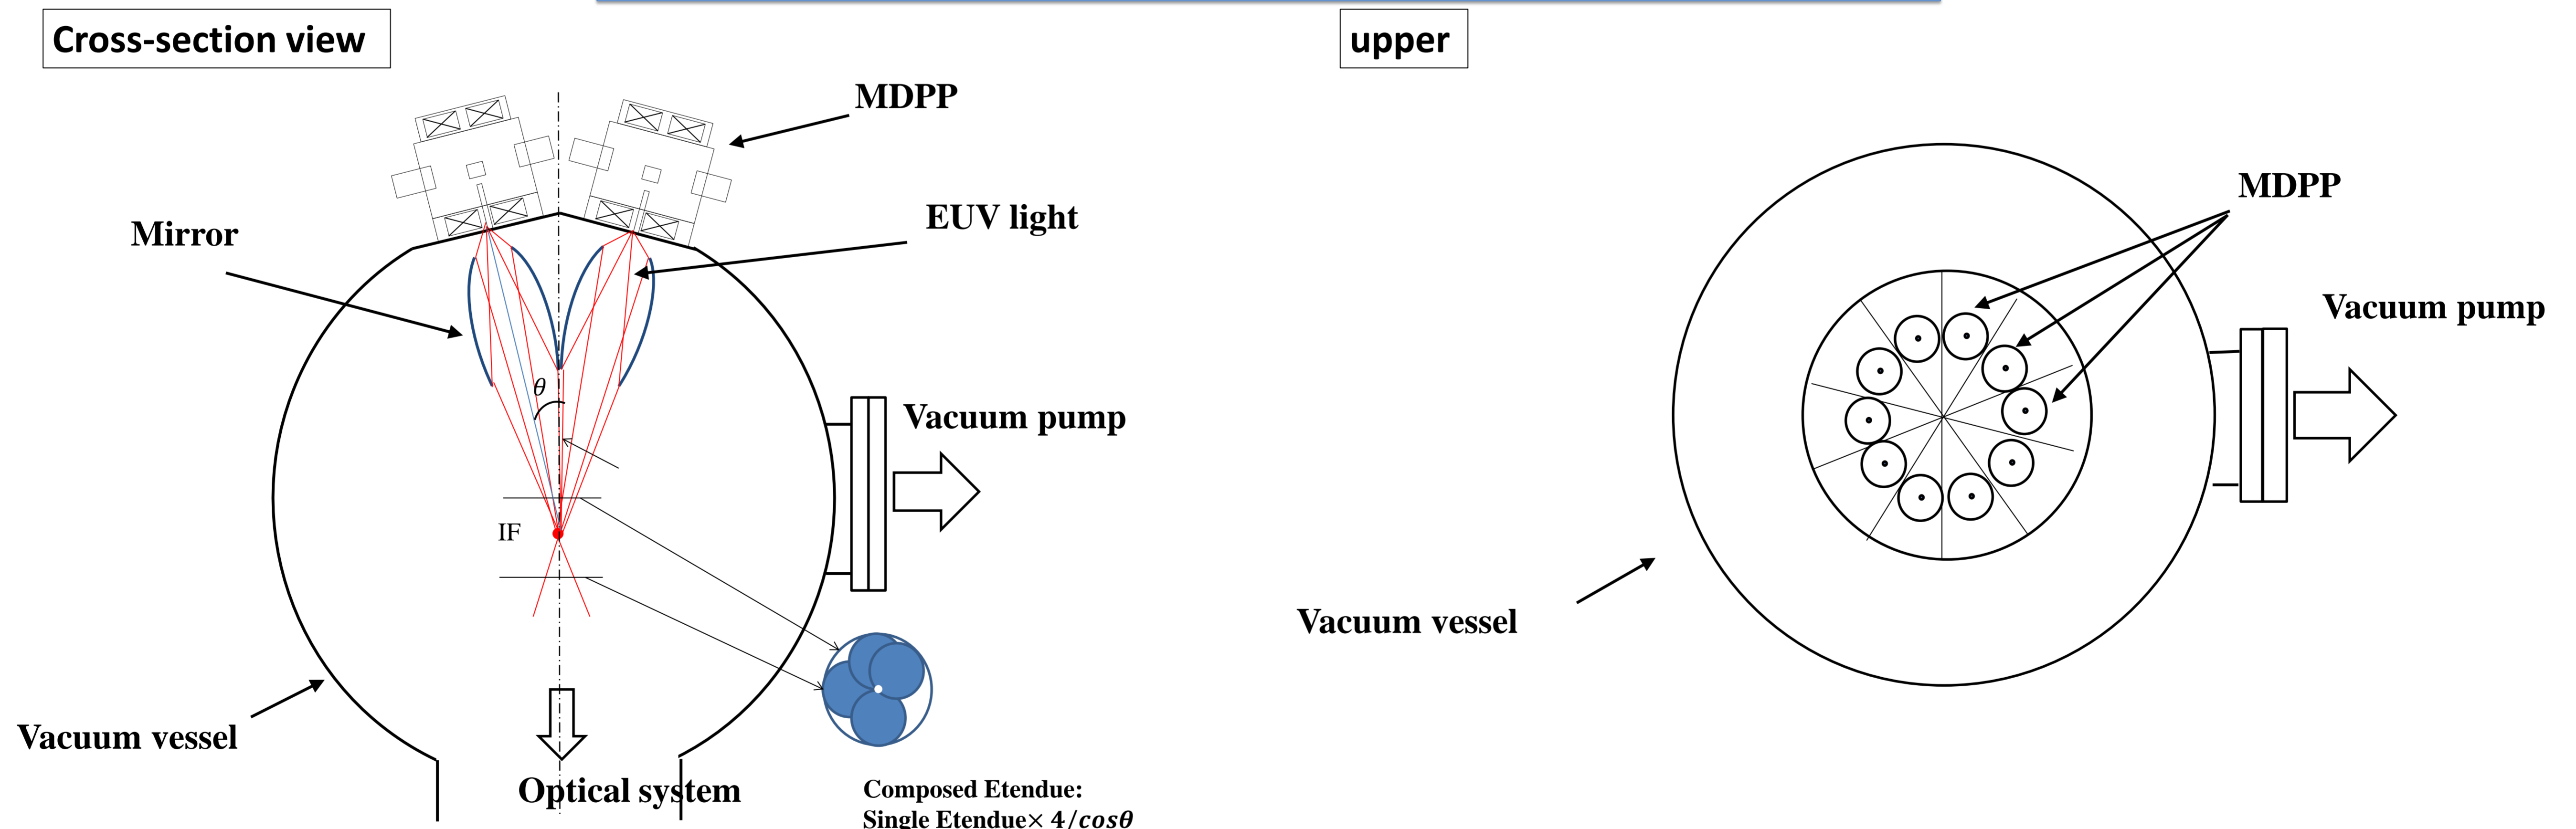 Cross-section view
upper
MDPP
Mirror
EUV light
θ
Vacuum pump
IF
Vacuum vessel
Optical system
Composed Etendue:
Single Etendue× 4/cosθ
MDPP
Vacuum pump
Vacuum vessel